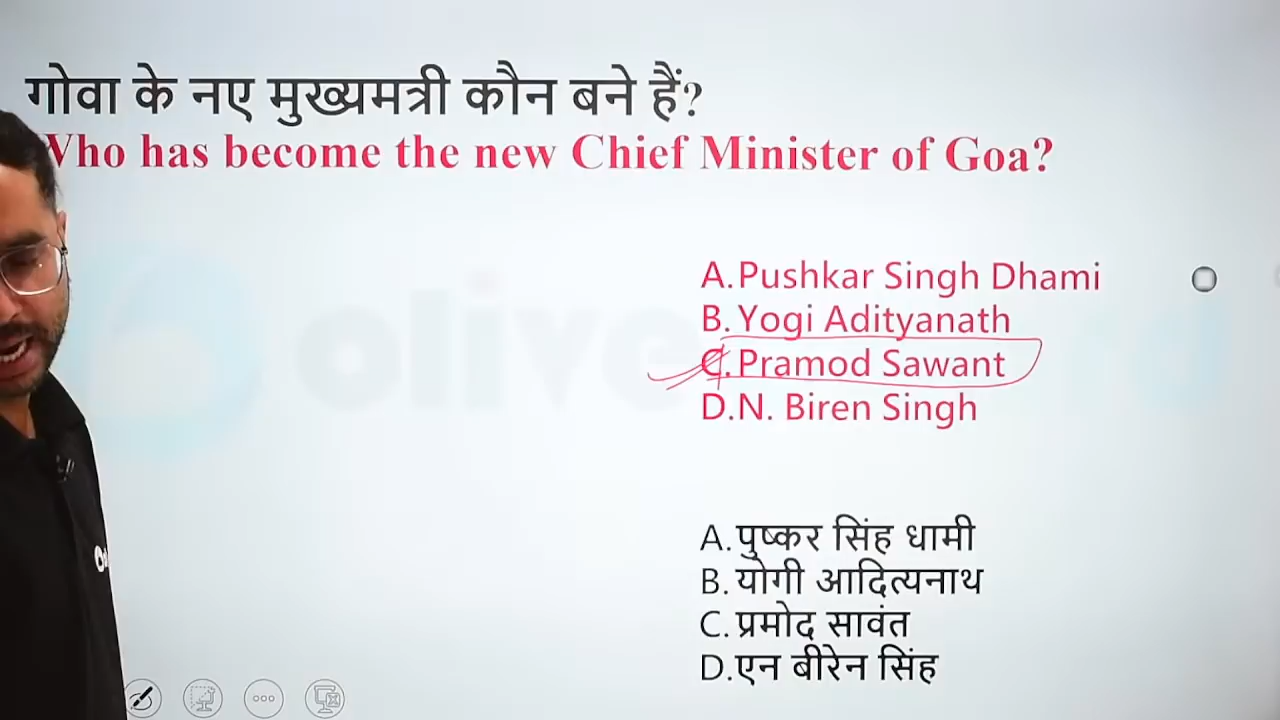 गोवा के नए मुख्यमत्री कौन बने हैं?
Who has become the new Chief Minister of Goa?
A.Pushkar Singh Dhami
B. Yogi Adityanath
C.Pramod Sawant
D.N. Biren Singh
A.पुष्कर सिंह धामी
B.योगी आदित्यनाथ
C.प्रमोद सावंत
D.एन बीरेन सिंह